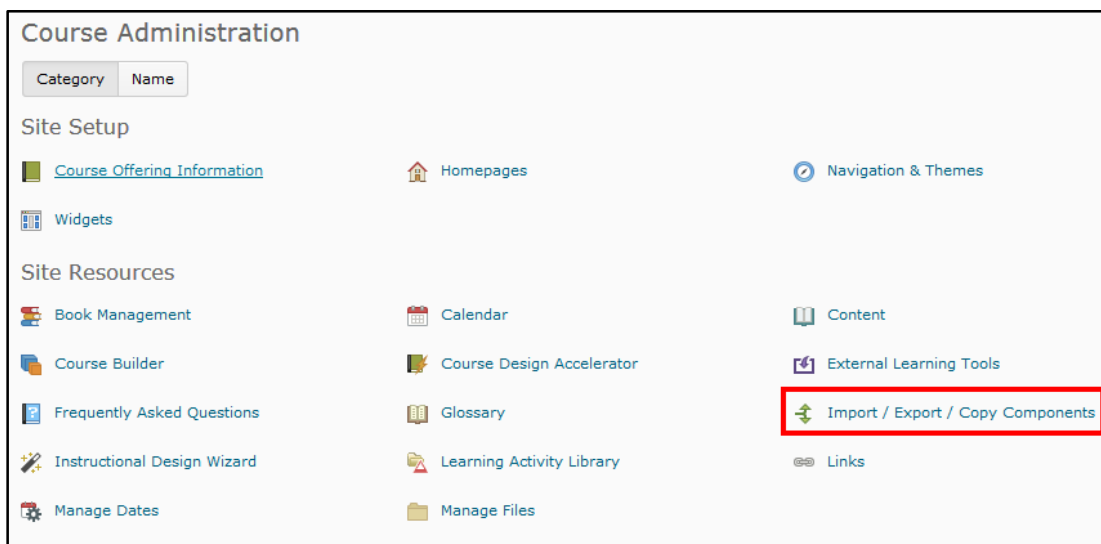 Course Administration
Category Name
Site Setup
Course Offering Information Homepages Navigation & Themes
Widgets
Site Resources
Book Management Calendar Content
Course Builder Course Design Accelerator External Learning Tools
Frequently Asked Questions Glossary Import / Export / Copy Components
Instructional Design Wizard Learning Activity Library Links
Manage Dates Manage Files